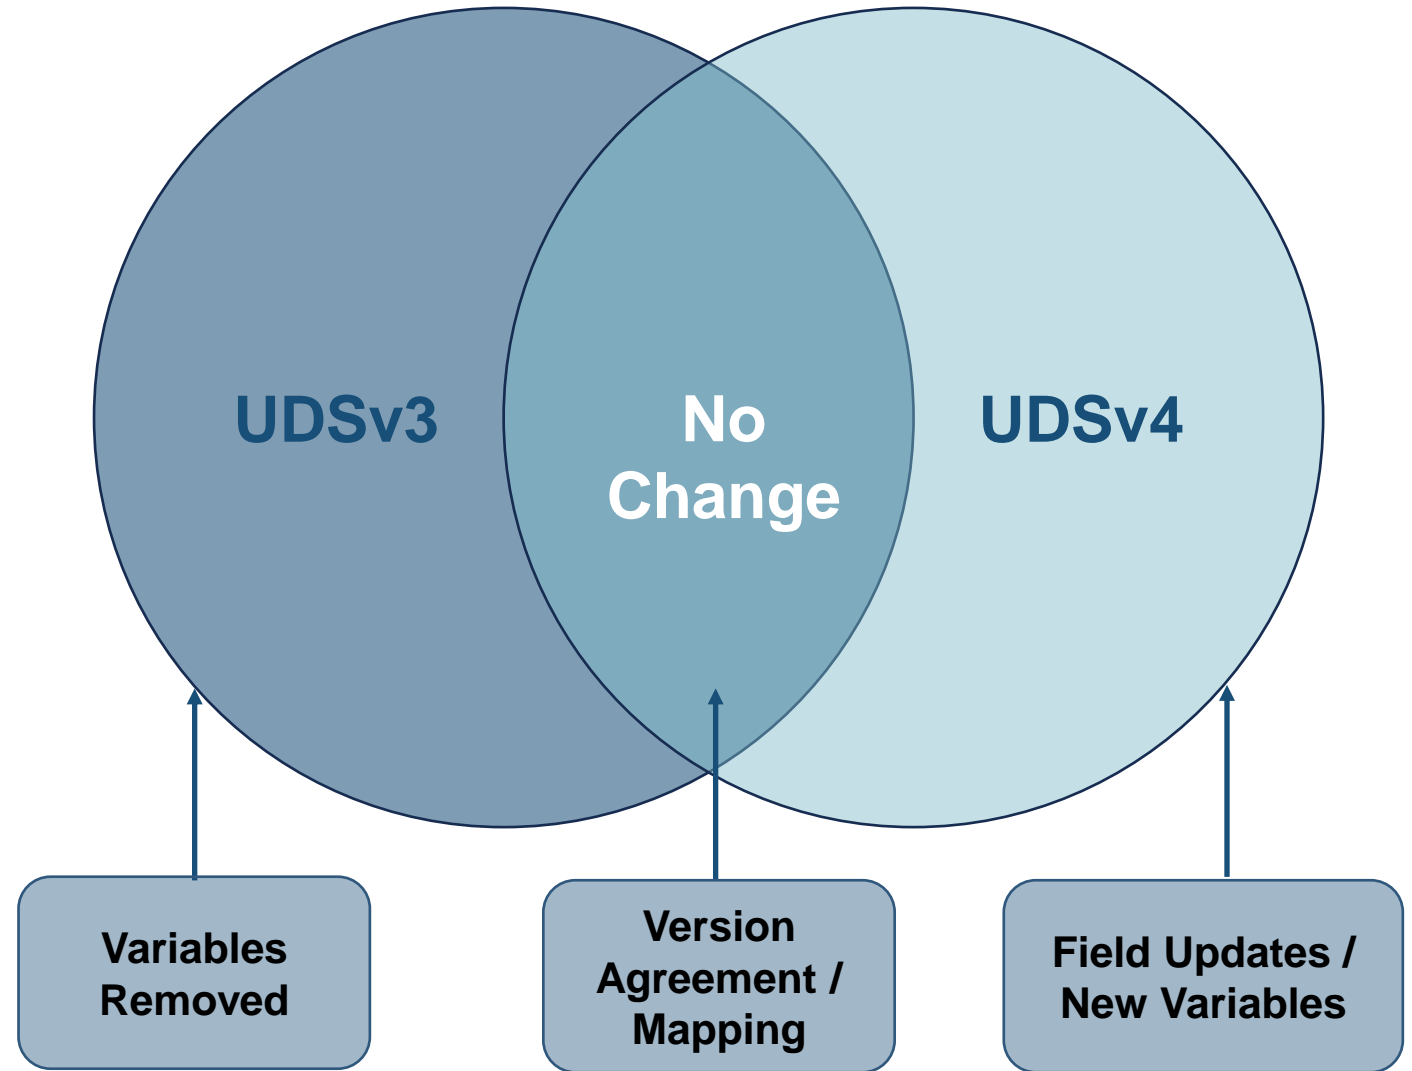 UDSv3
No
Change
UDSv4
Variables
Removed
Version
Agreement /
Mapping
Field Updates /
New Variables